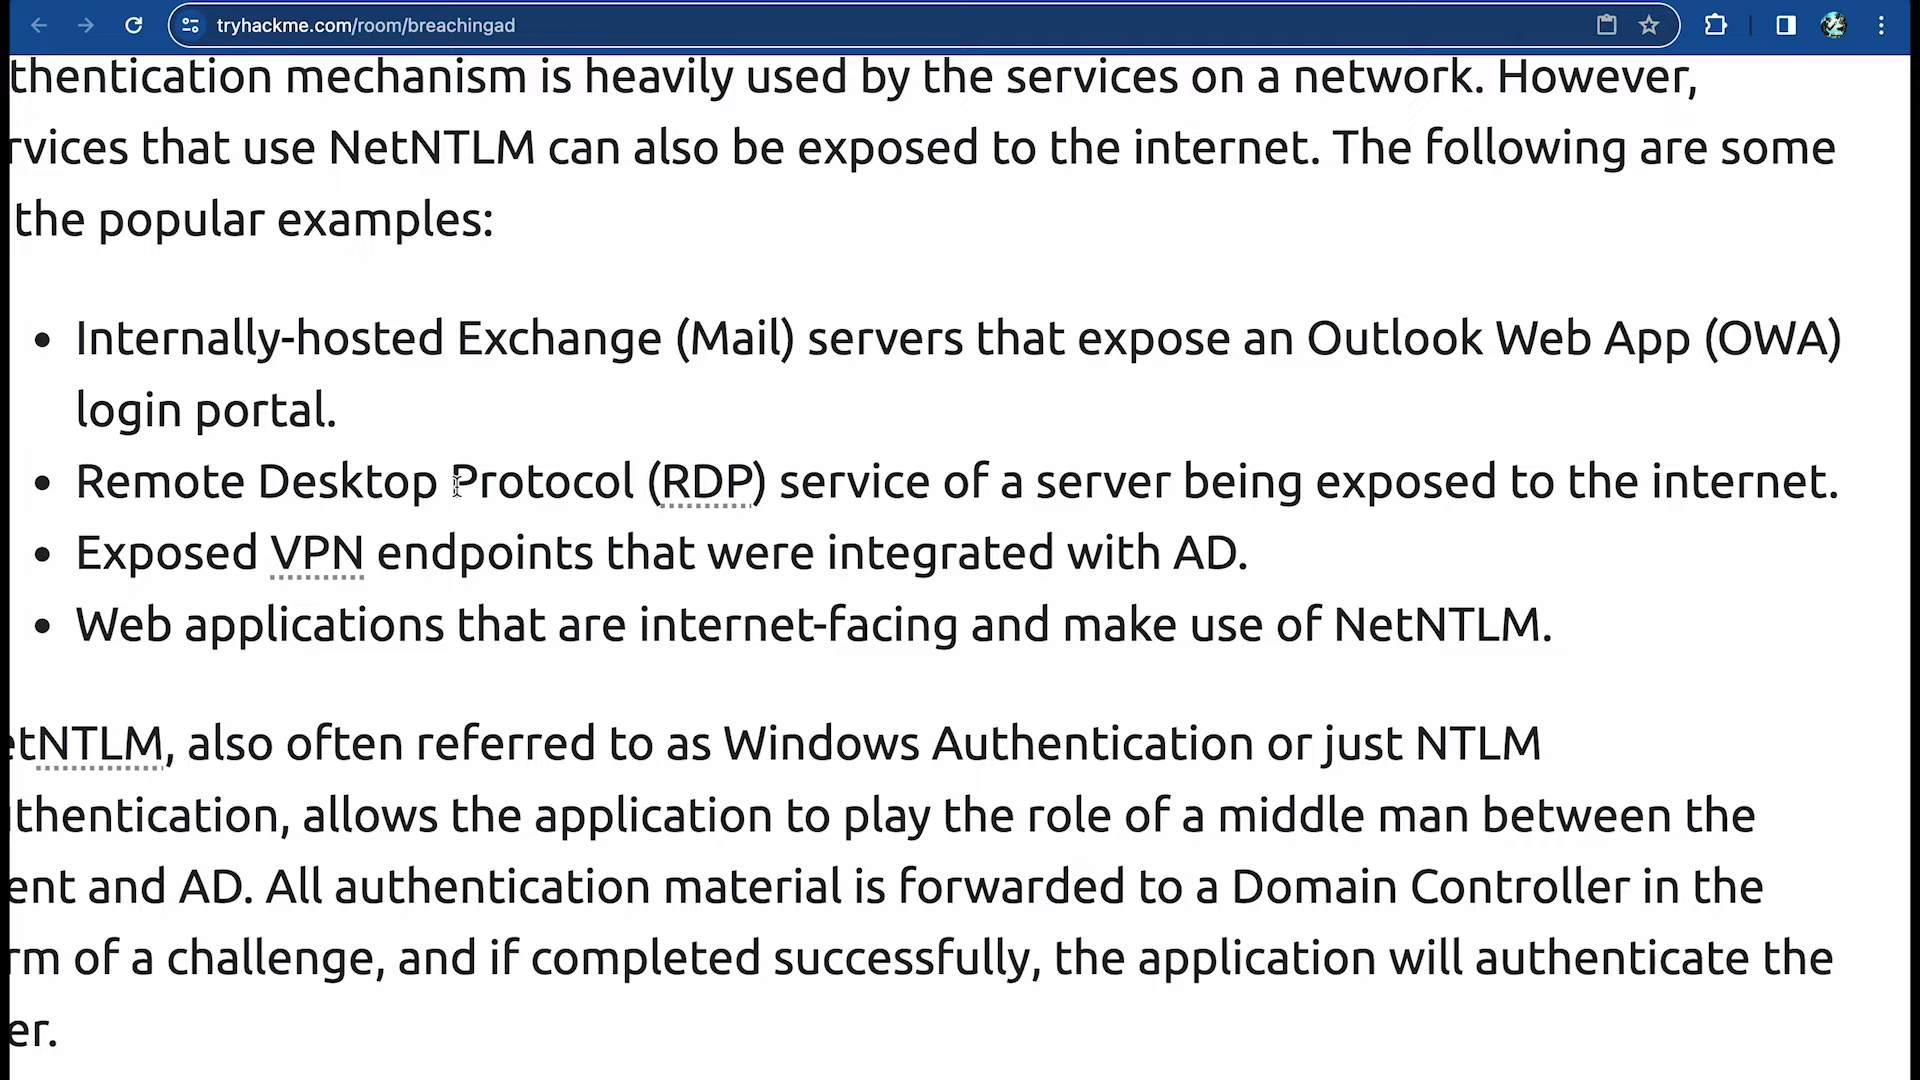 tryhackme.com/room/breachingad
thentication mechanism is heavily used by the services on a network. However,
rvices that use NetNTLM can also be exposed to the internet. The following are some
the popular examples:
• Internally-hosted Exchange (Mail) servers that expose an Outlook Web App (OWA)
login portal.
• Remote Desktop Protocol (RDP) service of a server being exposed to the internet.
• Exposed VPN endpoints that were integrated with AD.
• Web applications that are internet-facing and make use of NetNTLM.
etNTLM, also often referred to as Windows Authentication or just NTLM
thentication, allows the application to play the role of a middle man between the
ent and AD. All authentication material is forwarded to a Domain Controller in the
rm of a challenge, and if completed successfully, the application will authenticate the
er.